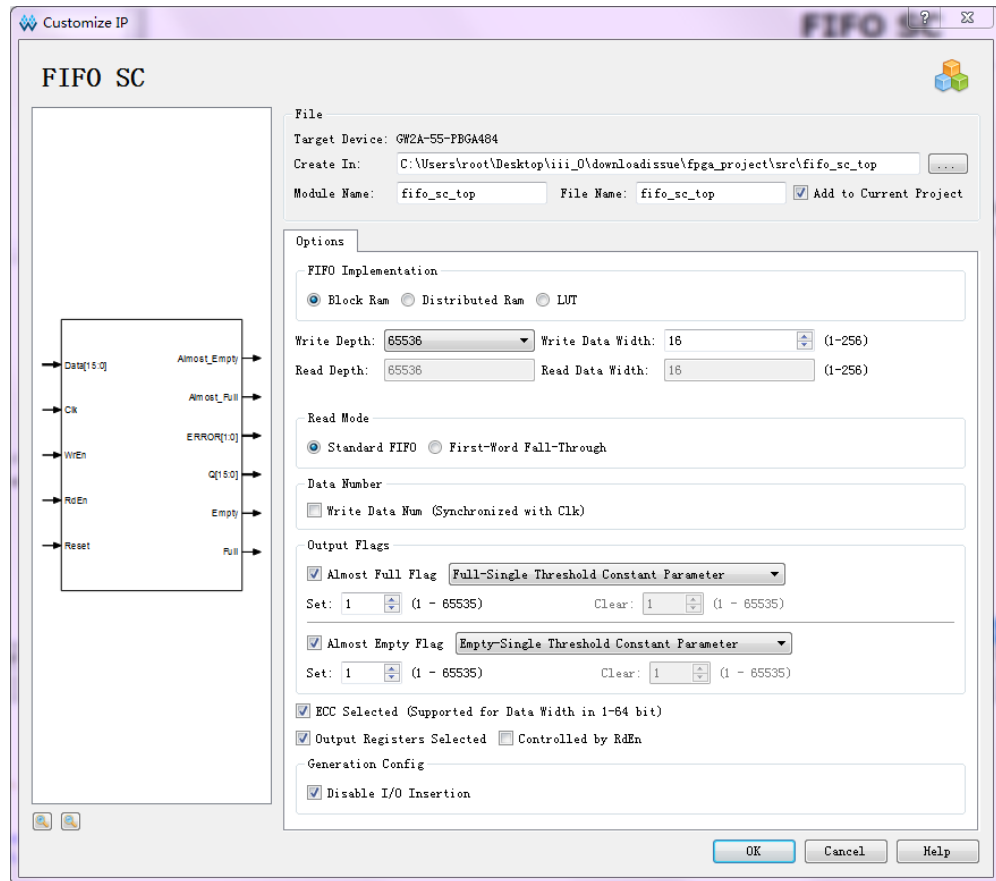 Customize IP
FIFO SC
FIFO SC
File
Target Device: GW2A-55-PBGA484
Create In: C:\Users\root\Desktop\iii_0\downloadissue\fpga_project\src\fifo_sc_top ...
Module Name: fifo_sc_top File Name: fifo_sc_top Add to Current Project
Options
FIFO Implementation
Block Ram Distributed Ram LUT
Write Depth: 65536 Write Data Width: 16 (1-256)
Read Depth: 65536 Read Data Width: 16 (1-256)
Read Mode
Standard FIFO First-Word Fall-Through
Data Number
Write Data Num (Synchronized with Clk)
Output Flags
Almost Full Flag Full-Single Threshold Constant Parameter
Set: 1 (1 - 65535) Clear: 1 (1 - 65535)
Almost Empty Flag Empty-Single Threshold Constant Parameter
Set: 1 (1 - 65535) Clear: 1 (1 - 65535)
ECC Selected (Supported for Data Width in 1-64 bit)
Output Registers Selected Controlled by RdEn
Generation Config
Disable I/O Insertion
Data[15:0]
Clk
WrEn
RdEn
Reset
Almost_Empty
Almost_Full
ERROR[1:0]
Q[15:0]
Empty
Full
OK Cancel Help